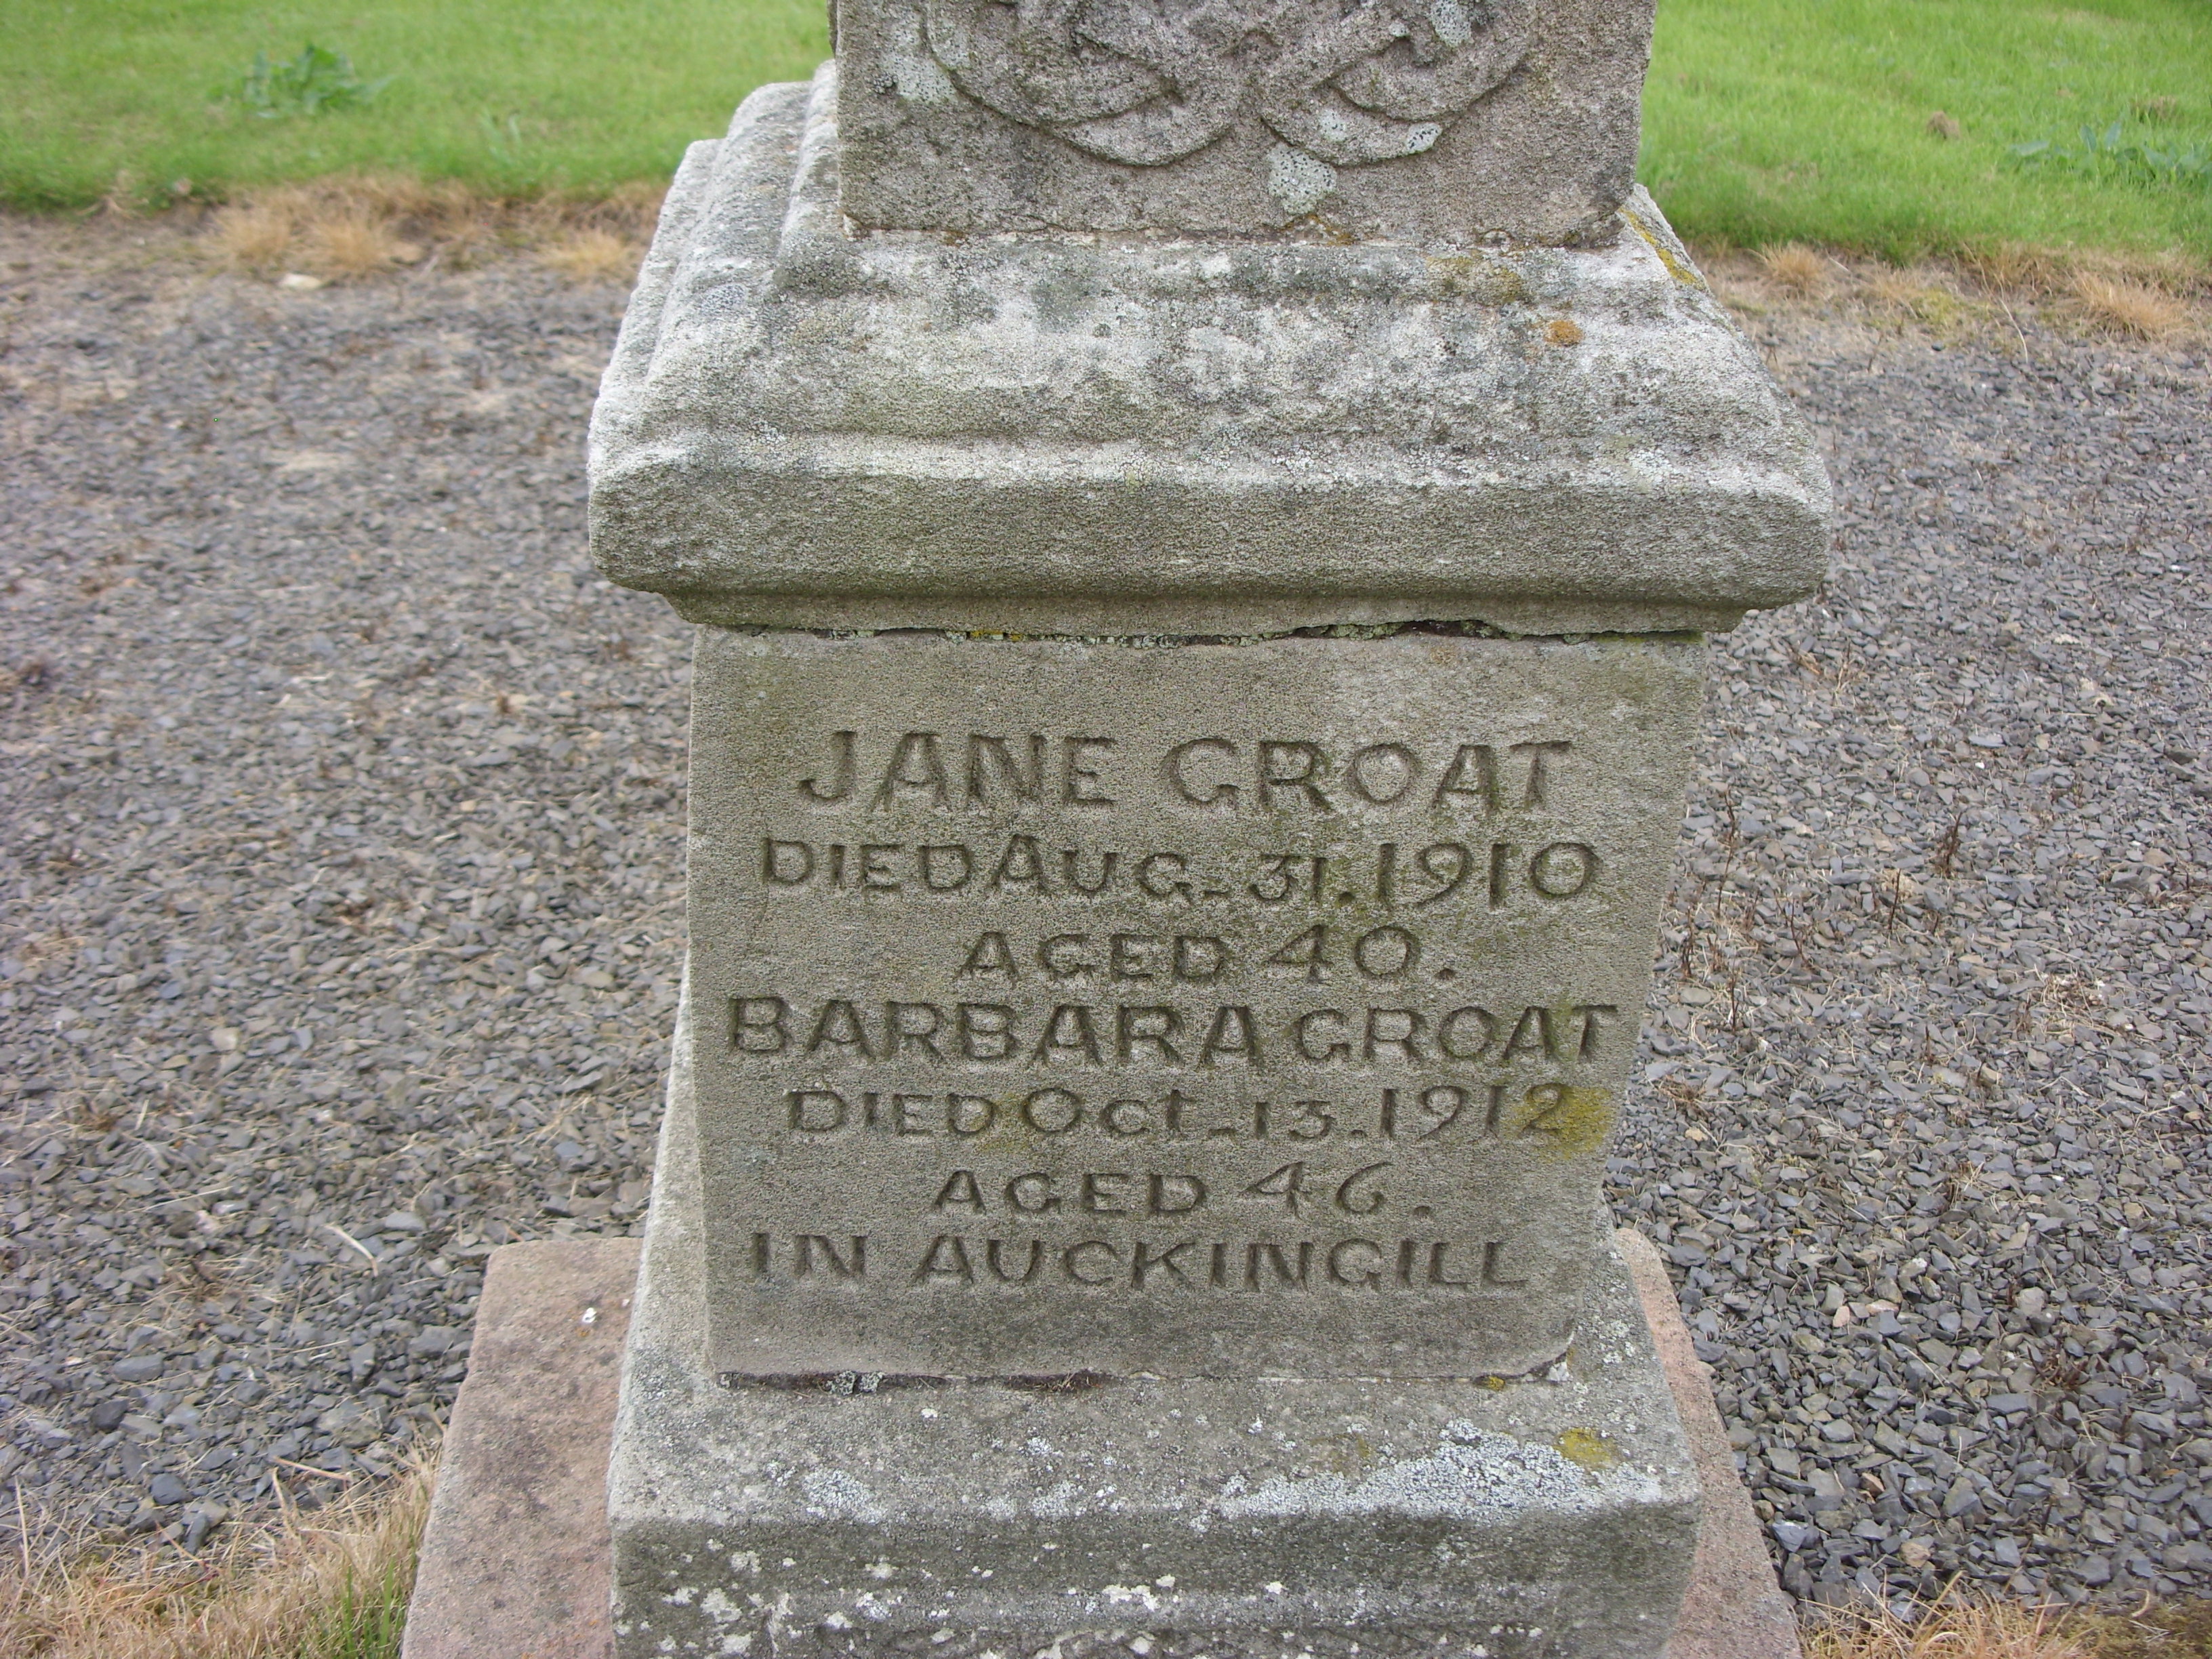 JANE GROAT
DIED AUG. 31. 1910
AGED 40.
BARBARA GROAT
DIED Oct. 13. 1912
AGED 46.
IN AUCKINGILL